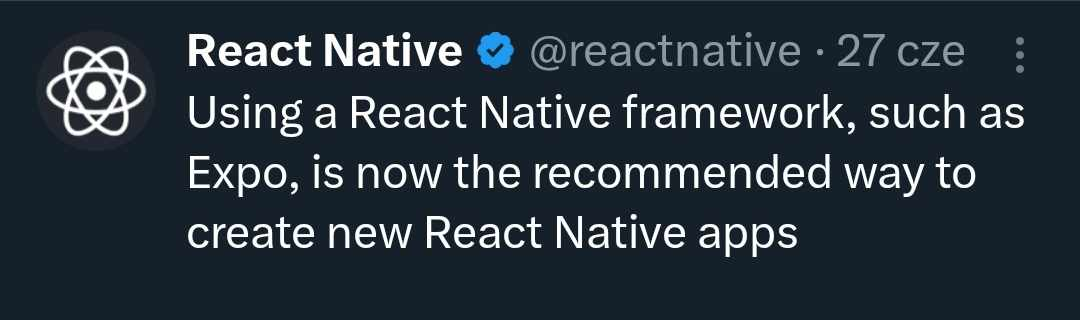 React Native @reactnative · 27 cze
Using a React Native framework, such as
Expo, is now the recommended way to
create new React Native apps